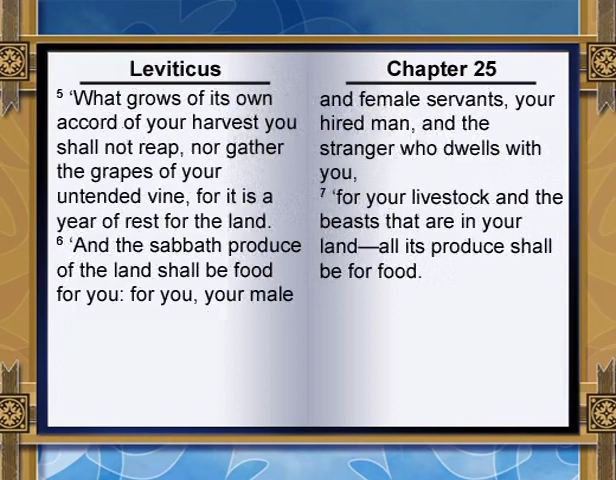 Leviticus
⁵ ‘What grows of its own
accord of your harvest you
shall not reap, nor gather
the grapes of your
untended vine, for it is a
year of rest for the land.
⁶ ‘And the sabbath produce
of the land shall be food
for you: for you, your male
Chapter 25
and female servants, your
hired man, and the
stranger who dwells with
you,
⁷ ‘for your livestock and the
beasts that are in your
land—all its produce shall
be for food.